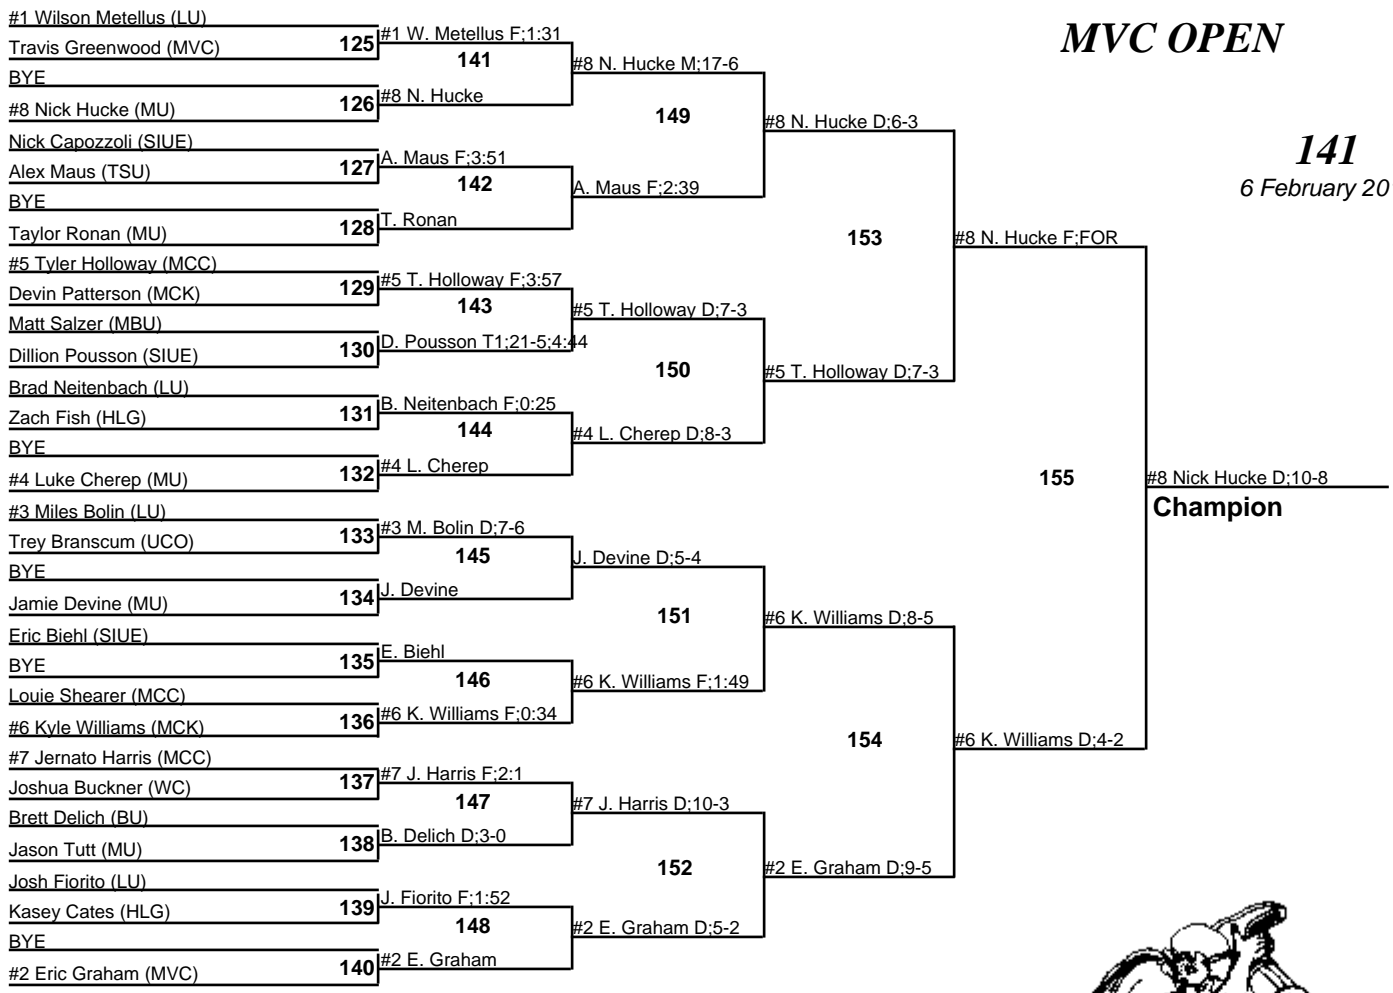 MVC OPEN
141
6 February 20
#1 Wilson Metellus (LU)
Travis Greenwood (MVC)
BYE
#8 Nick Hucke (MU)
Nick Capozzoli (SIUE)
Alex Maus (TSU)
BYE
Taylor Ronan (MU)
#5 Tyler Holloway (MCC)
Devin Patterson (MCK)
Matt Salzer (MBU)
Dillion Pousson (SIUE)
Brad Neitenbach (LU)
Zach Fish (HLG)
BYE
#4 Luke Cherep (MU)
#3 Miles Bolin (LU)
Trey Branscum (UCO)
BYE
Jamie Devine (MU)
Eric Biehl (SIUE)
BYE
Louie Shearer (MCC)
#6 Kyle Williams (MCK)
#7 Jernato Harris (MCC)
Joshua Buckner (WC)
Brett Delich (BU)
Jason Tutt (MU)
Josh Fiorito (LU)
Kasey Cates (HLG)
BYE
#2 Eric Graham (MVC)
125
126
127
128
129
130
131
132
133
134
135
136
137
138
139
140
#1 W. Metellus F;1:31
141
#8 N. Hucke
A. Maus F;3:51
142
T. Ronan
#5 T. Holloway F;3:57
143
D. Pousson T1;21-5;4:44
B. Neitenbach F;0:25
144
#4 L. Cherep
#3 M. Bolin D;7-6
145
J. Devine
E. Biehl
146
#6 K. Williams F;0:34
#7 J. Harris F;2:1
147
B. Delich D;3-0
J. Fiorito F;1:52
148
#2 E. Graham
#8 N. Hucke M;17-6
149
A. Maus F;2:39
#5 T. Holloway D;7-3
150
#4 L. Cherep D;8-3
J. Devine D;5-4
151
#6 K. Williams F;1:49
#7 J. Harris D;10-3
152
#2 E. Graham D;5-2
#8 N. Hucke D;6-3
153
#5 T. Holloway D;7-3
#6 K. Williams D;8-5
154
#2 E. Graham D;9-5
#8 N. Hucke F;FOR
155
#6 K. Williams D;4-2
#8 Nick Hucke D;10-8
Champion